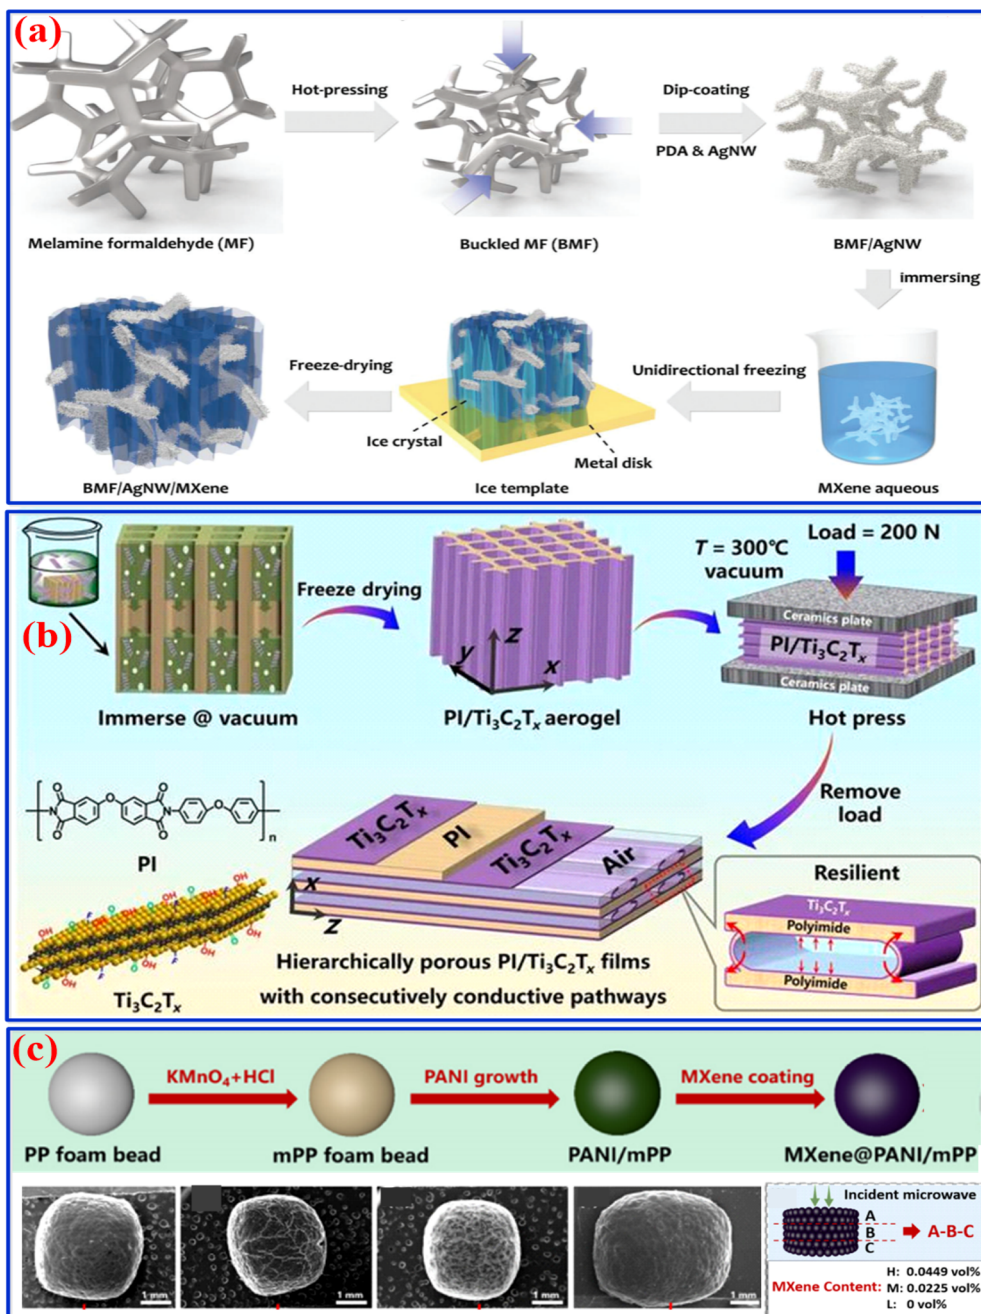 (a)
Hot-pressing
Dip-coating
PDA & AgNW
Melamine formaldehyde (MF)
Buckled MF (BMF)
BMF/AgNW
immersing
Freeze-drying
Unidirectional freezing
Ice crystal
Metal disk
BMF/AgNW/MXene
Ice template
MXene aqueous
(b)
Freeze drying
T = 300°C
vacuum
Load = 200 N
Ceramics plate
PI/Ti₃C₂Tₓ
Ceramics plate
z
y
x
Immerse @ vacuum
PI/Ti₃C₂Tₓ aerogel
Hot press
Remove
load
O
O
O
O
N
N
O
O
n
PI
Ti₃C₂Tₓ
PI
Ti₃C₂Tₓ
Air
x
z
Resilient
Ti₃C₂Tₓ
Polyimide
Polyimide
OH
Ti₃C₂Tₓ
Hierarchically porous PI/Ti₃C₂Tₓ films
with consecutively conductive pathways
(c)
KMnO₄+HCl
PANI growth
MXene coating
PP foam bead
mPP foam bead
PANI/mPP
MXene@PANI/mPP
1 mm
1 mm
1 mm
1 mm
Incident microwave
A
B
C
A-B-C
MXene Content:
H: 0.0449 vol%
M: 0.0225 vol%
L: 0 vol%